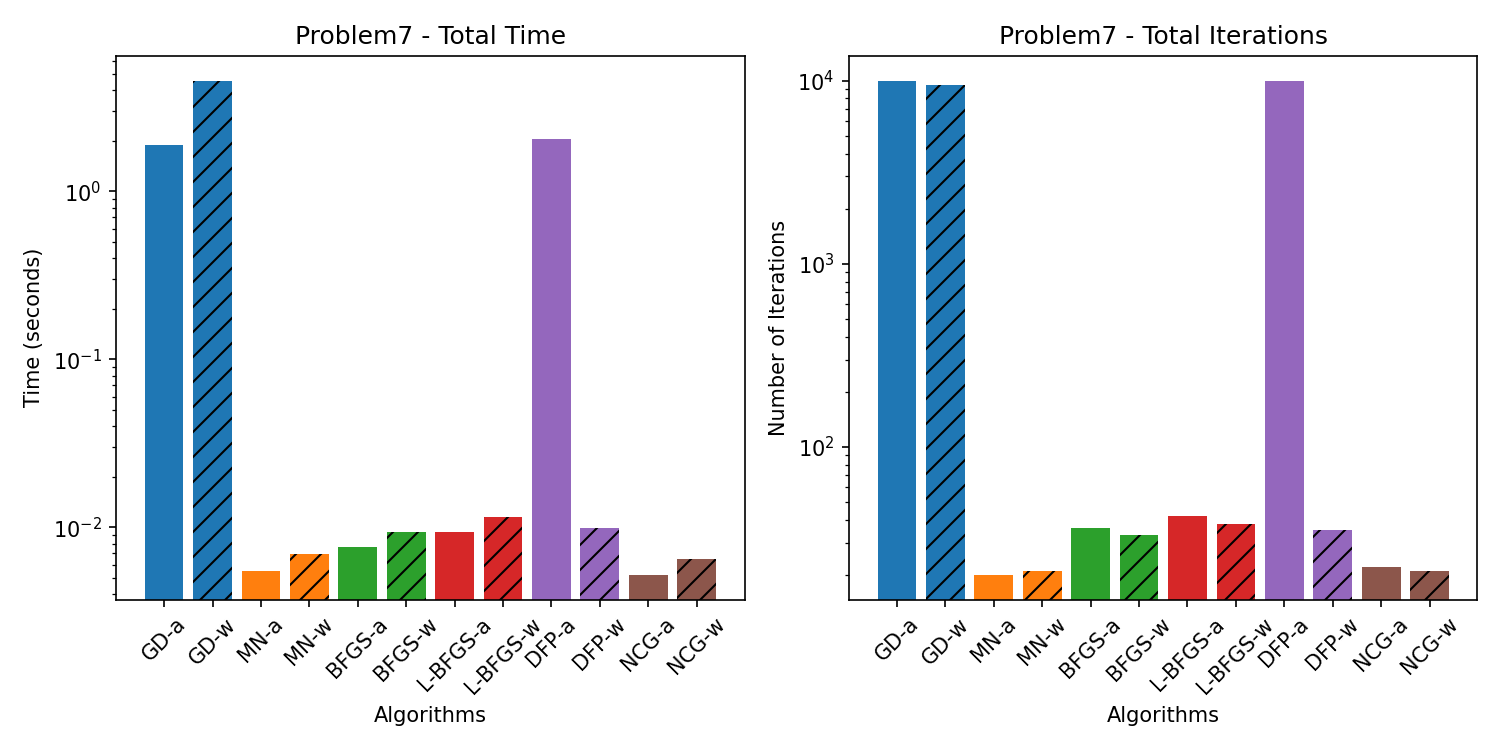 Problem7 - Total Time
Time (seconds)
10^0
10^-1
10^-2
GD-a
GD-w
MN-a
MN-w
BFGS-a
BFGS-w
L-BFGS-a
L-BFGS-w
DFP-a
DFP-w
NCG-a
NCG-w
Algorithms
Problem7 - Total Iterations
Number of Iterations
10^4
10^3
10^2
GD-a
GD-w
MN-a
MN-w
BFGS-a
BFGS-w
L-BFGS-a
L-BFGS-w
DFP-a
DFP-w
NCG-a
NCG-w
Algorithms